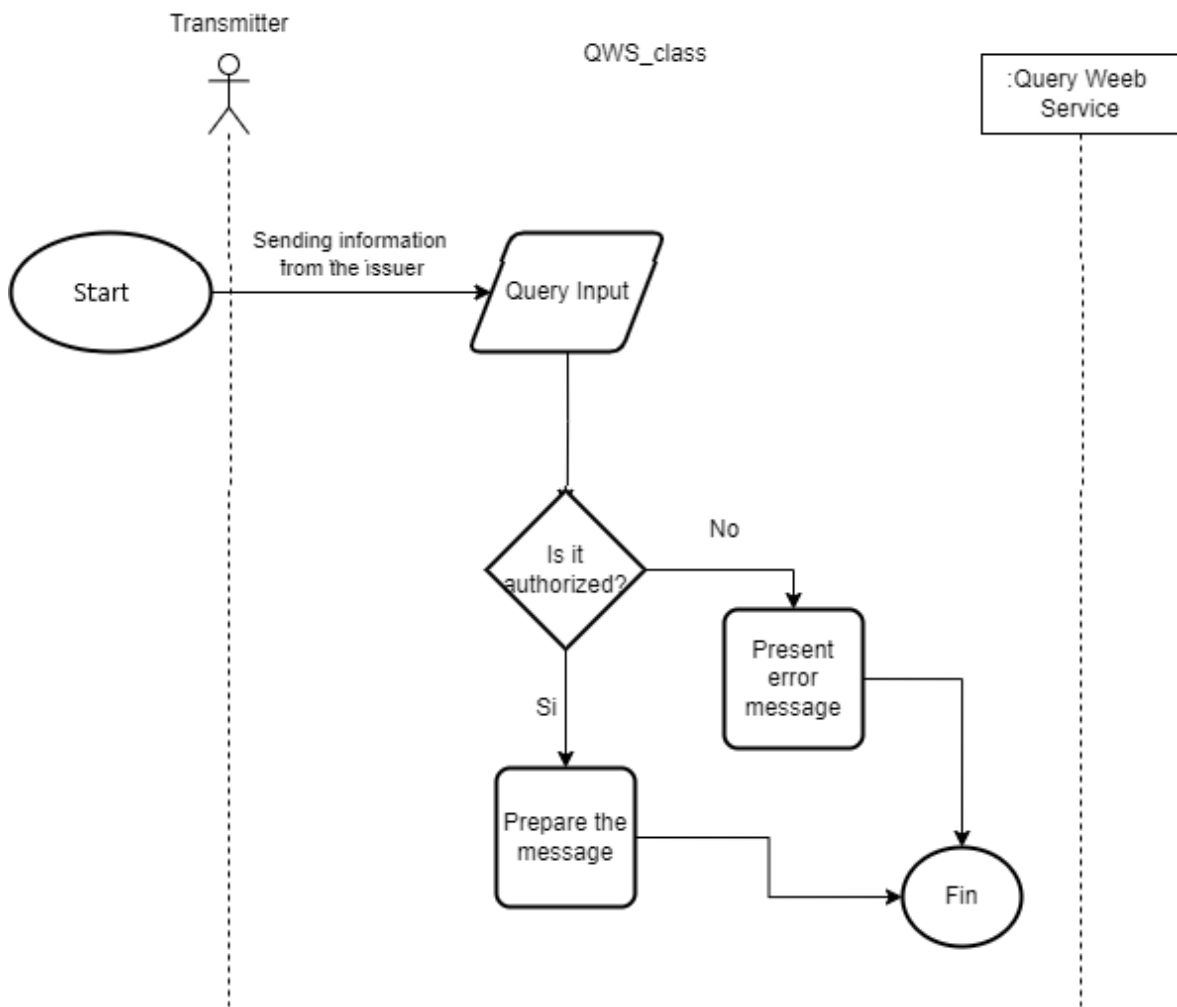 Transmitter
QWS_class
:Query Weeb
Service
Sending information
from the issuer
Start
Query Input
Is it
authorized?
No
Present
error
message
Si
Prepare the
message
Fin